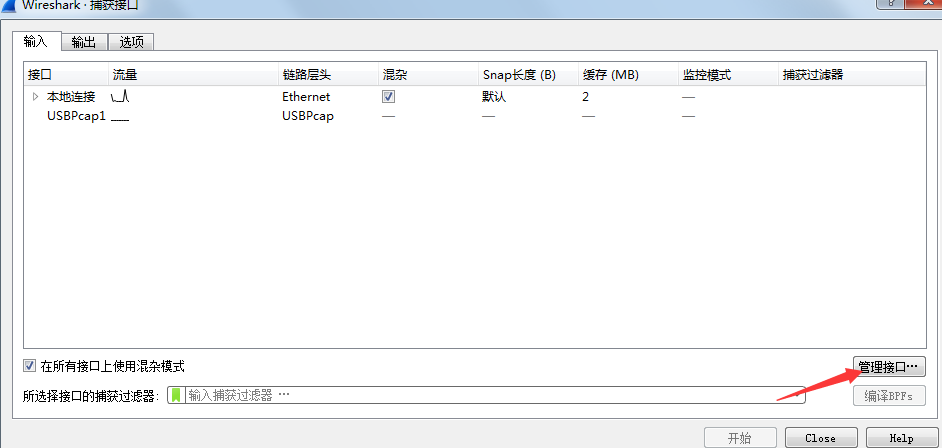 Wireshark · 捕获接口
输入 输出 选项
接口 流量 链路层头 混杂 Snap长度 (B) 缓存 (MB) 监控模式 捕获过滤器
本地连接 Ethernet 默认 2 —
USBPcap1 USBPcap — — — —
在所有接口上使用混杂模式 管理接口…
所选择接口的捕获过滤器: 输入捕获过滤器 … 编译BPFs
开始 Close Help